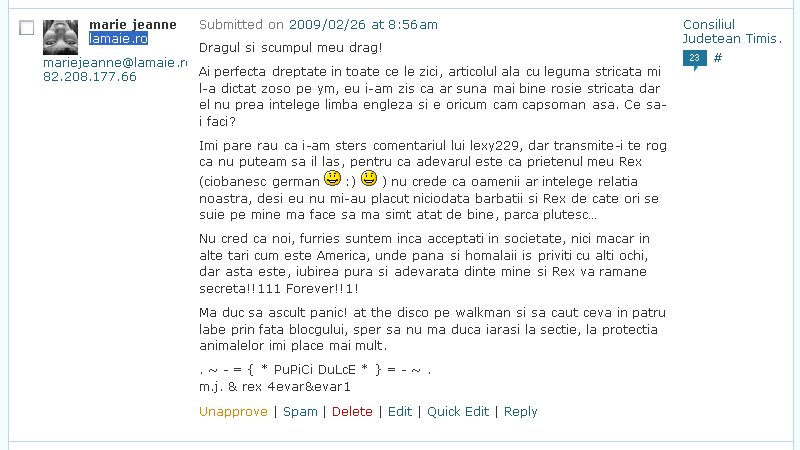 marie jeanne
lamaie.ro
mariejeanne@lamaie.r
82.208.177.66
Submitted on 2009/02/26 at 8:56am
Dragul si scumpul meu drag!
Ai perfecta dreptate in toate ce le zici, articolul ala cu leguma stricata mi
l-a dictat zoso pe ym, eu i-am zis ca ar suna mai bine rosie stricata dar
el nu prea intelege limba engleza si e oricum cam capsoman asa. Ce sa-
i faci?
Imi pare rau ca i-am sters comentariul lui lexy229, dar transmite-i te rog
ca nu puteam sa il las, pentru ca adevarul este ca prietenul meu Rex
(ciobanesc german :) ) nu crede ca oamenii ar intelege relatia
noastra, desi eu nu mi-au placut niciodata barbatii si Rex de cate ori se
suie pe mine ma face sa ma simt atat de bine, parca plutesc...
Nu cred ca noi, furries suntem inca acceptati in societate, nici macar in
alte tari cum este America, unde pana si homalaii is priviti cu alti ochi,
dar asta este, iubirea pura si adevarata dintre mine si Rex va ramane
secreta!!111 Forever!!1!
Ma duc sa ascult panic! at the disco pe walkman si sa caut ceva in patru
labe prin fata blocgului, sper sa nu ma duca iarasi la sectie, la protectia
animalelor imi place mai mult.
. ~ - = { * PuPiCi DuLcE * } = - ~ .
m.j. & rex 4evar&evar1
Unapprove | Spam | Delete | Edit | Quick Edit | Reply
Consiliul
Judetean Timis.
23 #